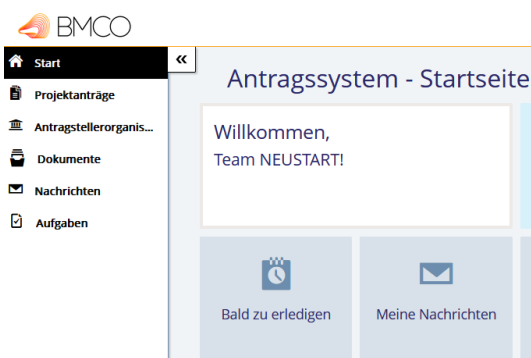 BMCO
Start
«
Projektanträge
Antragstellerorganis...
Dokumente
Nachrichten
Aufgaben
Antragssystem - Startseite
Willkommen,
Team NEUSTART!
Bald zu erledigen
Meine Nachrichten